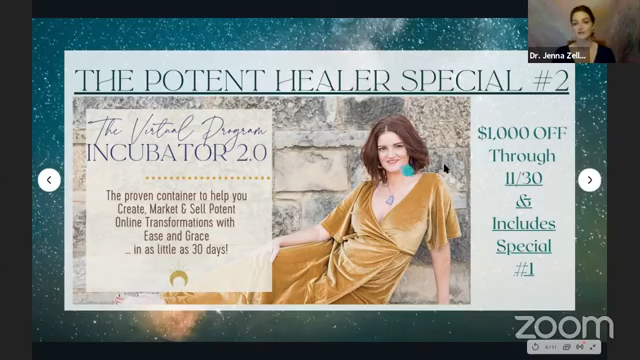 Dr. Jenna Zell...
THE POTENT HEALER SPECIAL #2
The Virtual Program
INCUBATOR 2.0
The proven container to help you
Create, Market & Sell Potent
Online Transformations with
Ease and Grace
... in as little as 30 days!
$1,000 OFF
Through
11/30
&
Includes
Special
#1
zoom